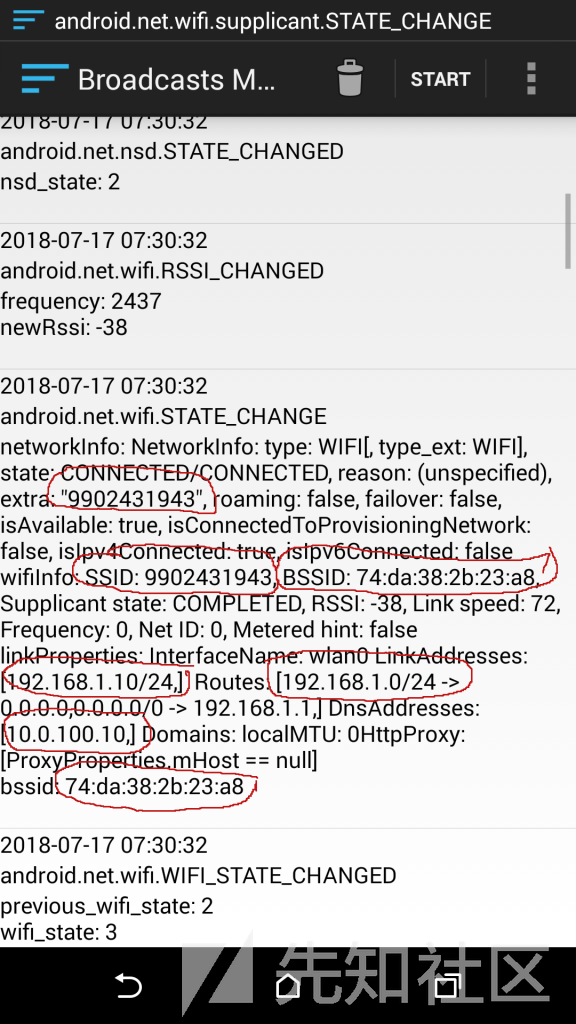 android.net.wifi.supplicant.STATE_CHANGE
Broadcasts M...
START
2018-07-17 07:30:32
android.net.nsd.STATE_CHANGED
nsd_state: 2
2018-07-17 07:30:32
android.net.wifi.RSSI_CHANGED
frequency: 2437
newRssi: -38
2018-07-17 07:30:32
android.net.wifi.STATE_CHANGE
networkInfo: NetworkInfo: type: WIFI[, type_ext: WIFI],
state: CONNECTED/CONNECTED, reason: (unspecified),
extra: "9902431943", roaming: false, failover: false,
isAvailable: true, isConnectedToProvisioningNetwork:
false, isIpv4Connected: true, isIpv6Connected: false
wifiInfo: SSID: 9902431943, BSSID: 74:da:38:2b:23:a8,
Supplicant state: COMPLETED, RSSI: -38, Link speed: 72,
Frequency: 0, Net ID: 0, Metered hint: false
linkProperties: InterfaceName: wlan0 LinkAddresses:
[192.168.1.10/24,] Routes: [192.168.1.0/24 ->
0.0.0.0,0.0.0.0/0 -> 192.168.1.1,] DnsAddresses:
[10.0.100.10,] Domains: localMTU: 0HttpProxy:
[ProxyProperties.mHost == null]
bssid: 74:da:38:2b:23:a8
2018-07-17 07:30:32
android.net.wifi.WIFI_STATE_CHANGED
previous_wifi_state: 2
wifi_state: 3
先知社区